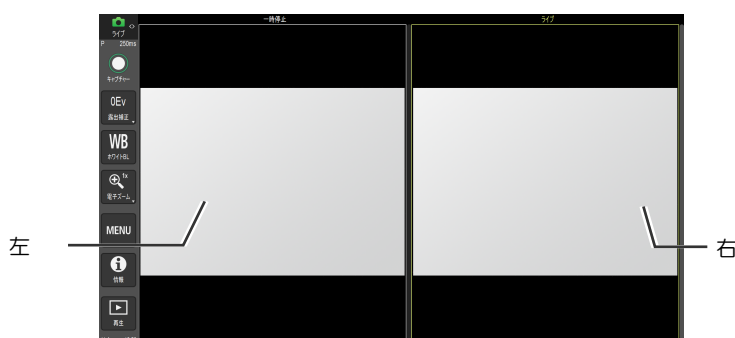 一時停止
ライブ
ライブ
P 250ms
キャプチャー
0Ev
露出補正
WB
ホワイトBL
1x
電子ズーム
MENU
情報
再生
左
右